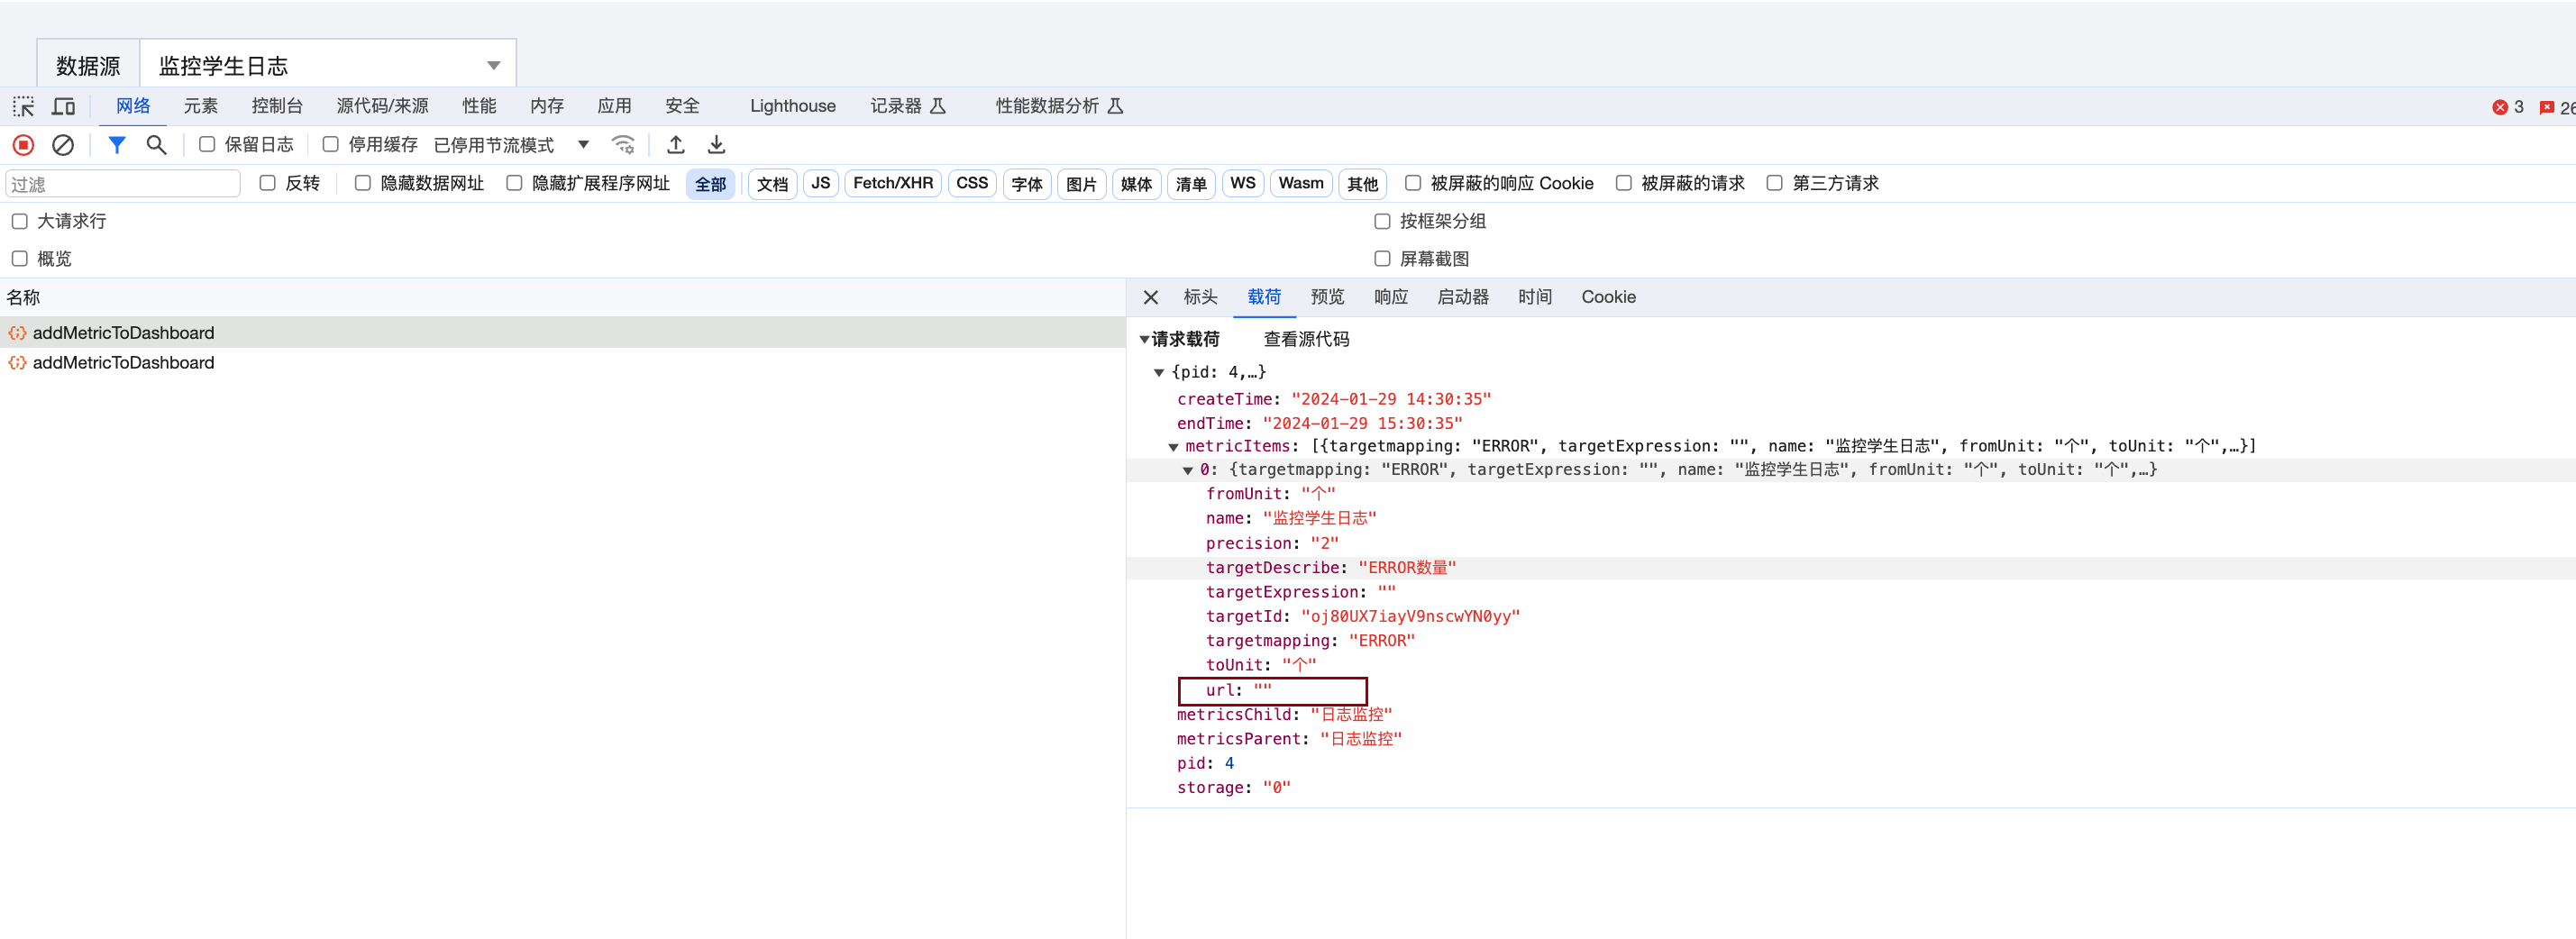 数据源 监控学生日志
网络 元素 控制台 源代码/来源 性能 内存 应用 安全 Lighthouse 记录器 性能数据分析 3 26
保留日志 停用缓存 已停用节流模式
过滤 反转 隐藏数据网址 隐藏扩展程序网址 全部 文档 JS Fetch/XHR CSS 字体 图片 媒体 清单 WS Wasm 其他 被屏蔽的响应 Cookie 被屏蔽的请求 第三方请求
大请求行 按框架分组
概览 屏幕截图
名称
addMetricToDashboard
addMetricToDashboard
标头 载荷 预览 响应 启动器 时间 Cookie
请求载荷 查看源代码
{pid: 4,…}
createTime: "2024-01-29 14:30:35"
endTime: "2024-01-29 15:30:35"
metricItems: [{targetmapping: "ERROR", targetExpression: "", name: "监控学生日志", fromUnit: "个", toUnit: "个",…}]
0: {targetmapping: "ERROR", targetExpression: "", name: "监控学生日志", fromUnit: "个", toUnit: "个",…}
fromUnit: "个"
name: "监控学生日志"
precision: "2"
targetDescribe: "ERROR数量"
targetExpression: ""
targetId: "oj80UX7iayV9nscwYN0yy"
targetmapping: "ERROR"
toUnit: "个"
url: ""
metricsChild: "日志监控"
metricsParent: "日志监控"
pid: 4
storage: "0"